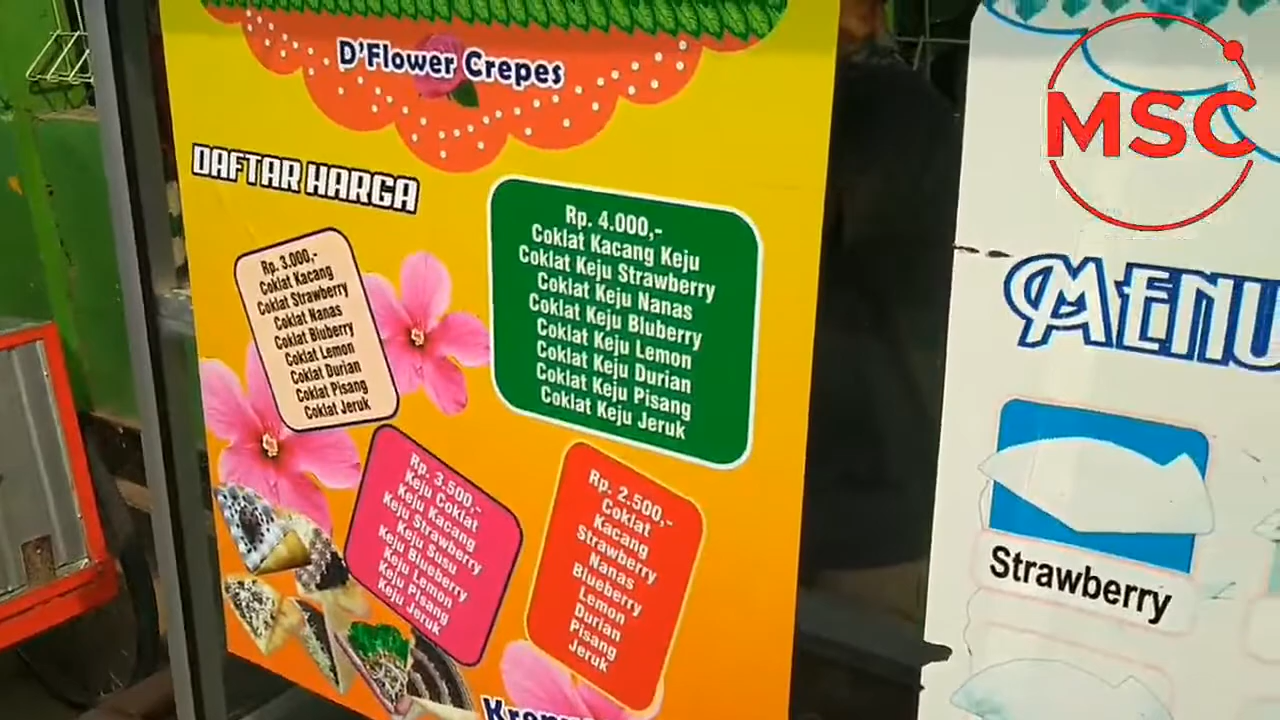 D'Flower Crepes
DAFTAR HARGA
Rp. 3.000,-
Coklat Kacang
Coklat Strawberry
Coklat Nanas
Coklat Bluberry
Coklat Lemon
Coklat Durian
Coklat Pisang
Coklat Jeruk
Rp. 4.000,-
Coklat Kacang Keju
Coklat Keju Strawberry
Coklat Keju Nanas
Coklat Keju Bluberry
Coklat Keju Lemon
Coklat Keju Durian
Coklat Keju Pisang
Coklat Keju Jeruk
Rp. 3.500,-
Keju Coklat
Keju Kacang
Keju Strawberry
Keju Susu
Keju Blueberry
Keju Lemon
Keju Pisang
Keju Jeruk
Rp. 2.500,-
Coklat
Kacang
Strawberry
Nanas
Blueberry
Lemon
Durian
Pisang
Jeruk
MSC
MENU
Strawberry